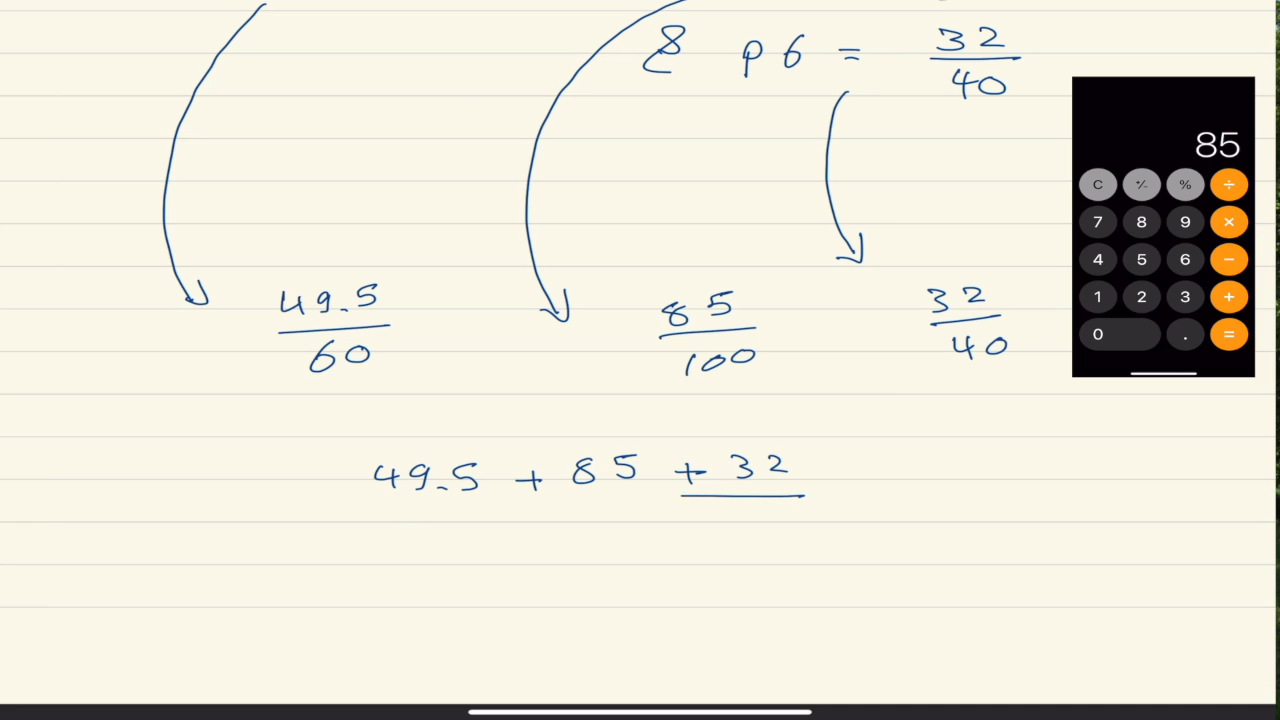 & p6 = 32/40
49.5/60 85/100 32/40
49.5 + 85 + 32
85
C +/- % ÷
7 8 9 ×
4 5 6 −
1 2 3 +
0 . =